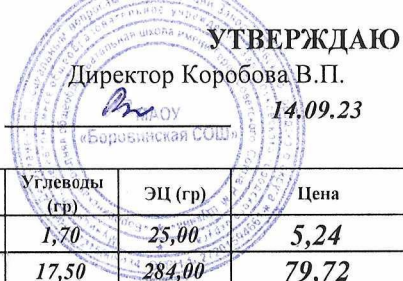 УТВЕРЖДАЮ
Директор Коробова В.П.
14.09.23
МАОУ
«Боровинская СОШ»
Углеводы (гр) ЭЦ (гр) Цена
1,70 25,00 5,24
17,50 284,00 79,72